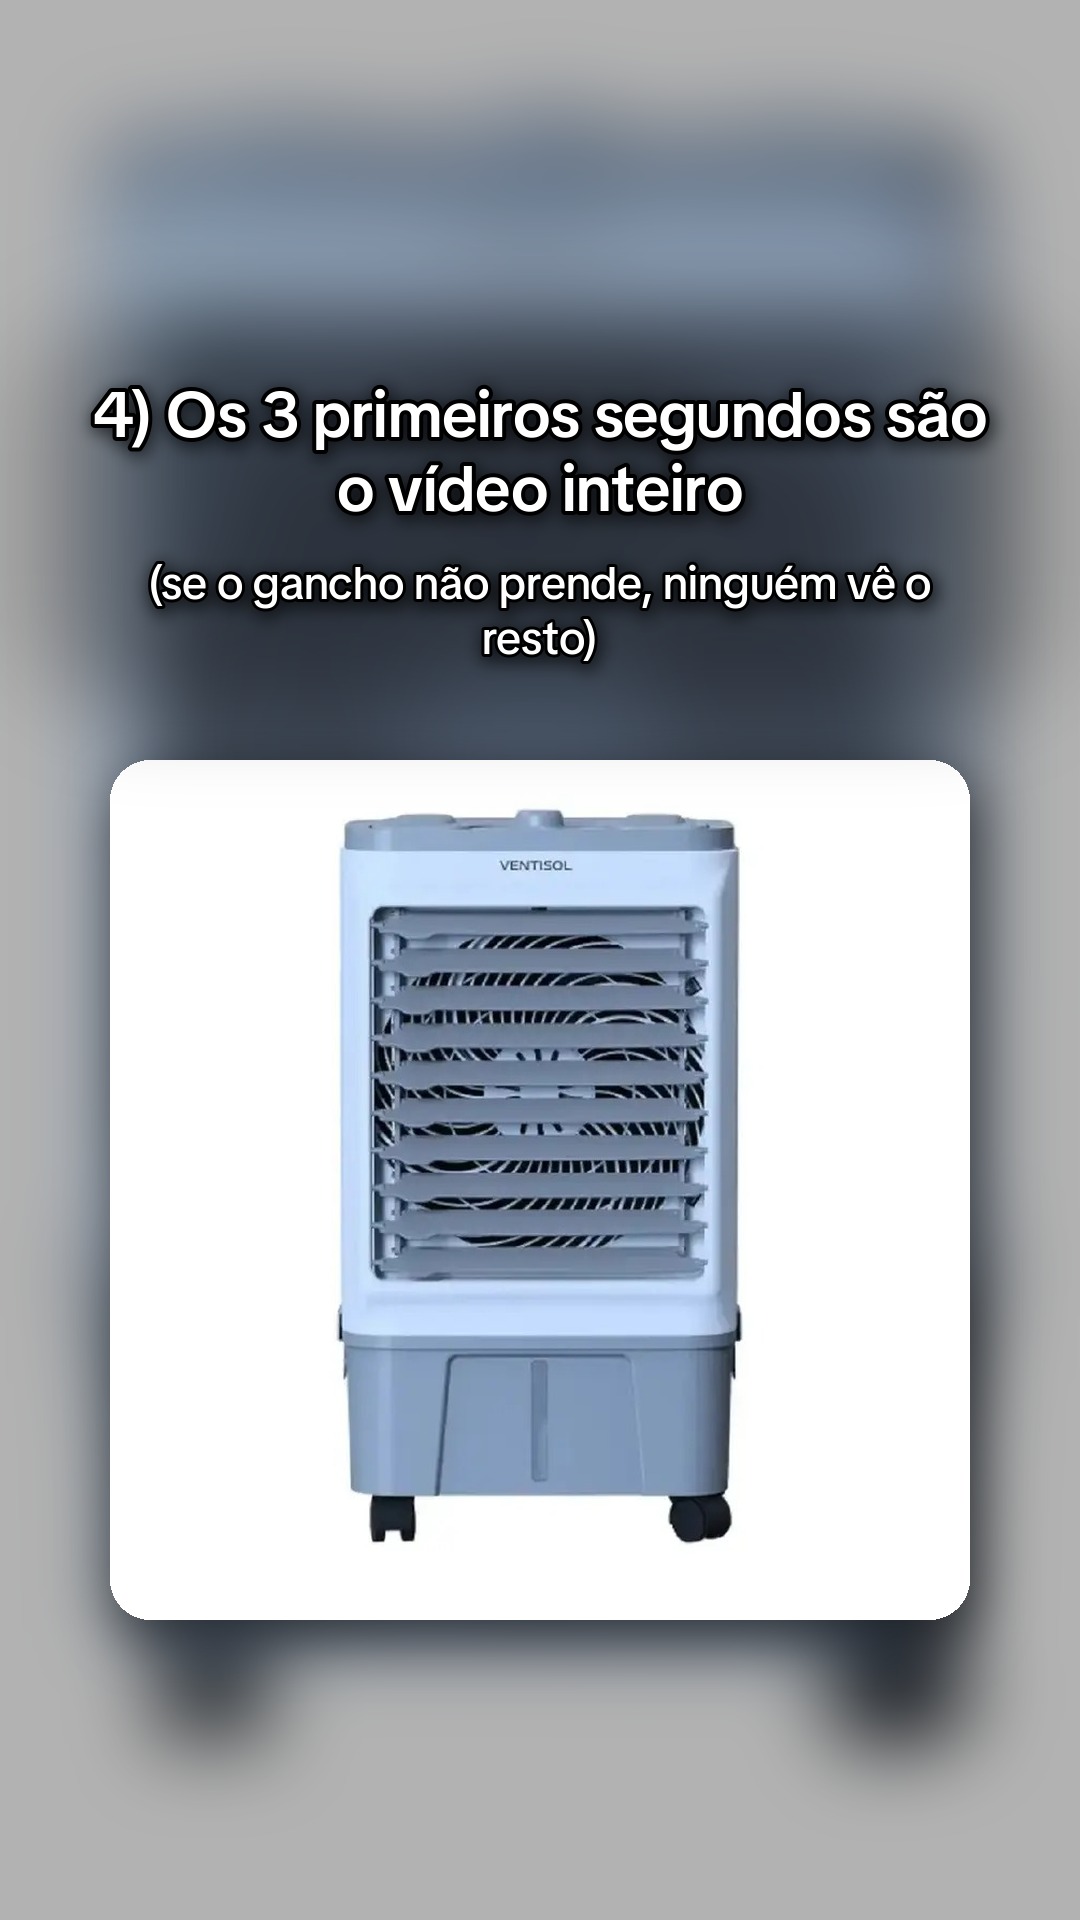 4) Os 3 primeiros segundos são
o vídeo inteiro
(se o gancho não prende, ninguém vê o
resto)
VENTISOL